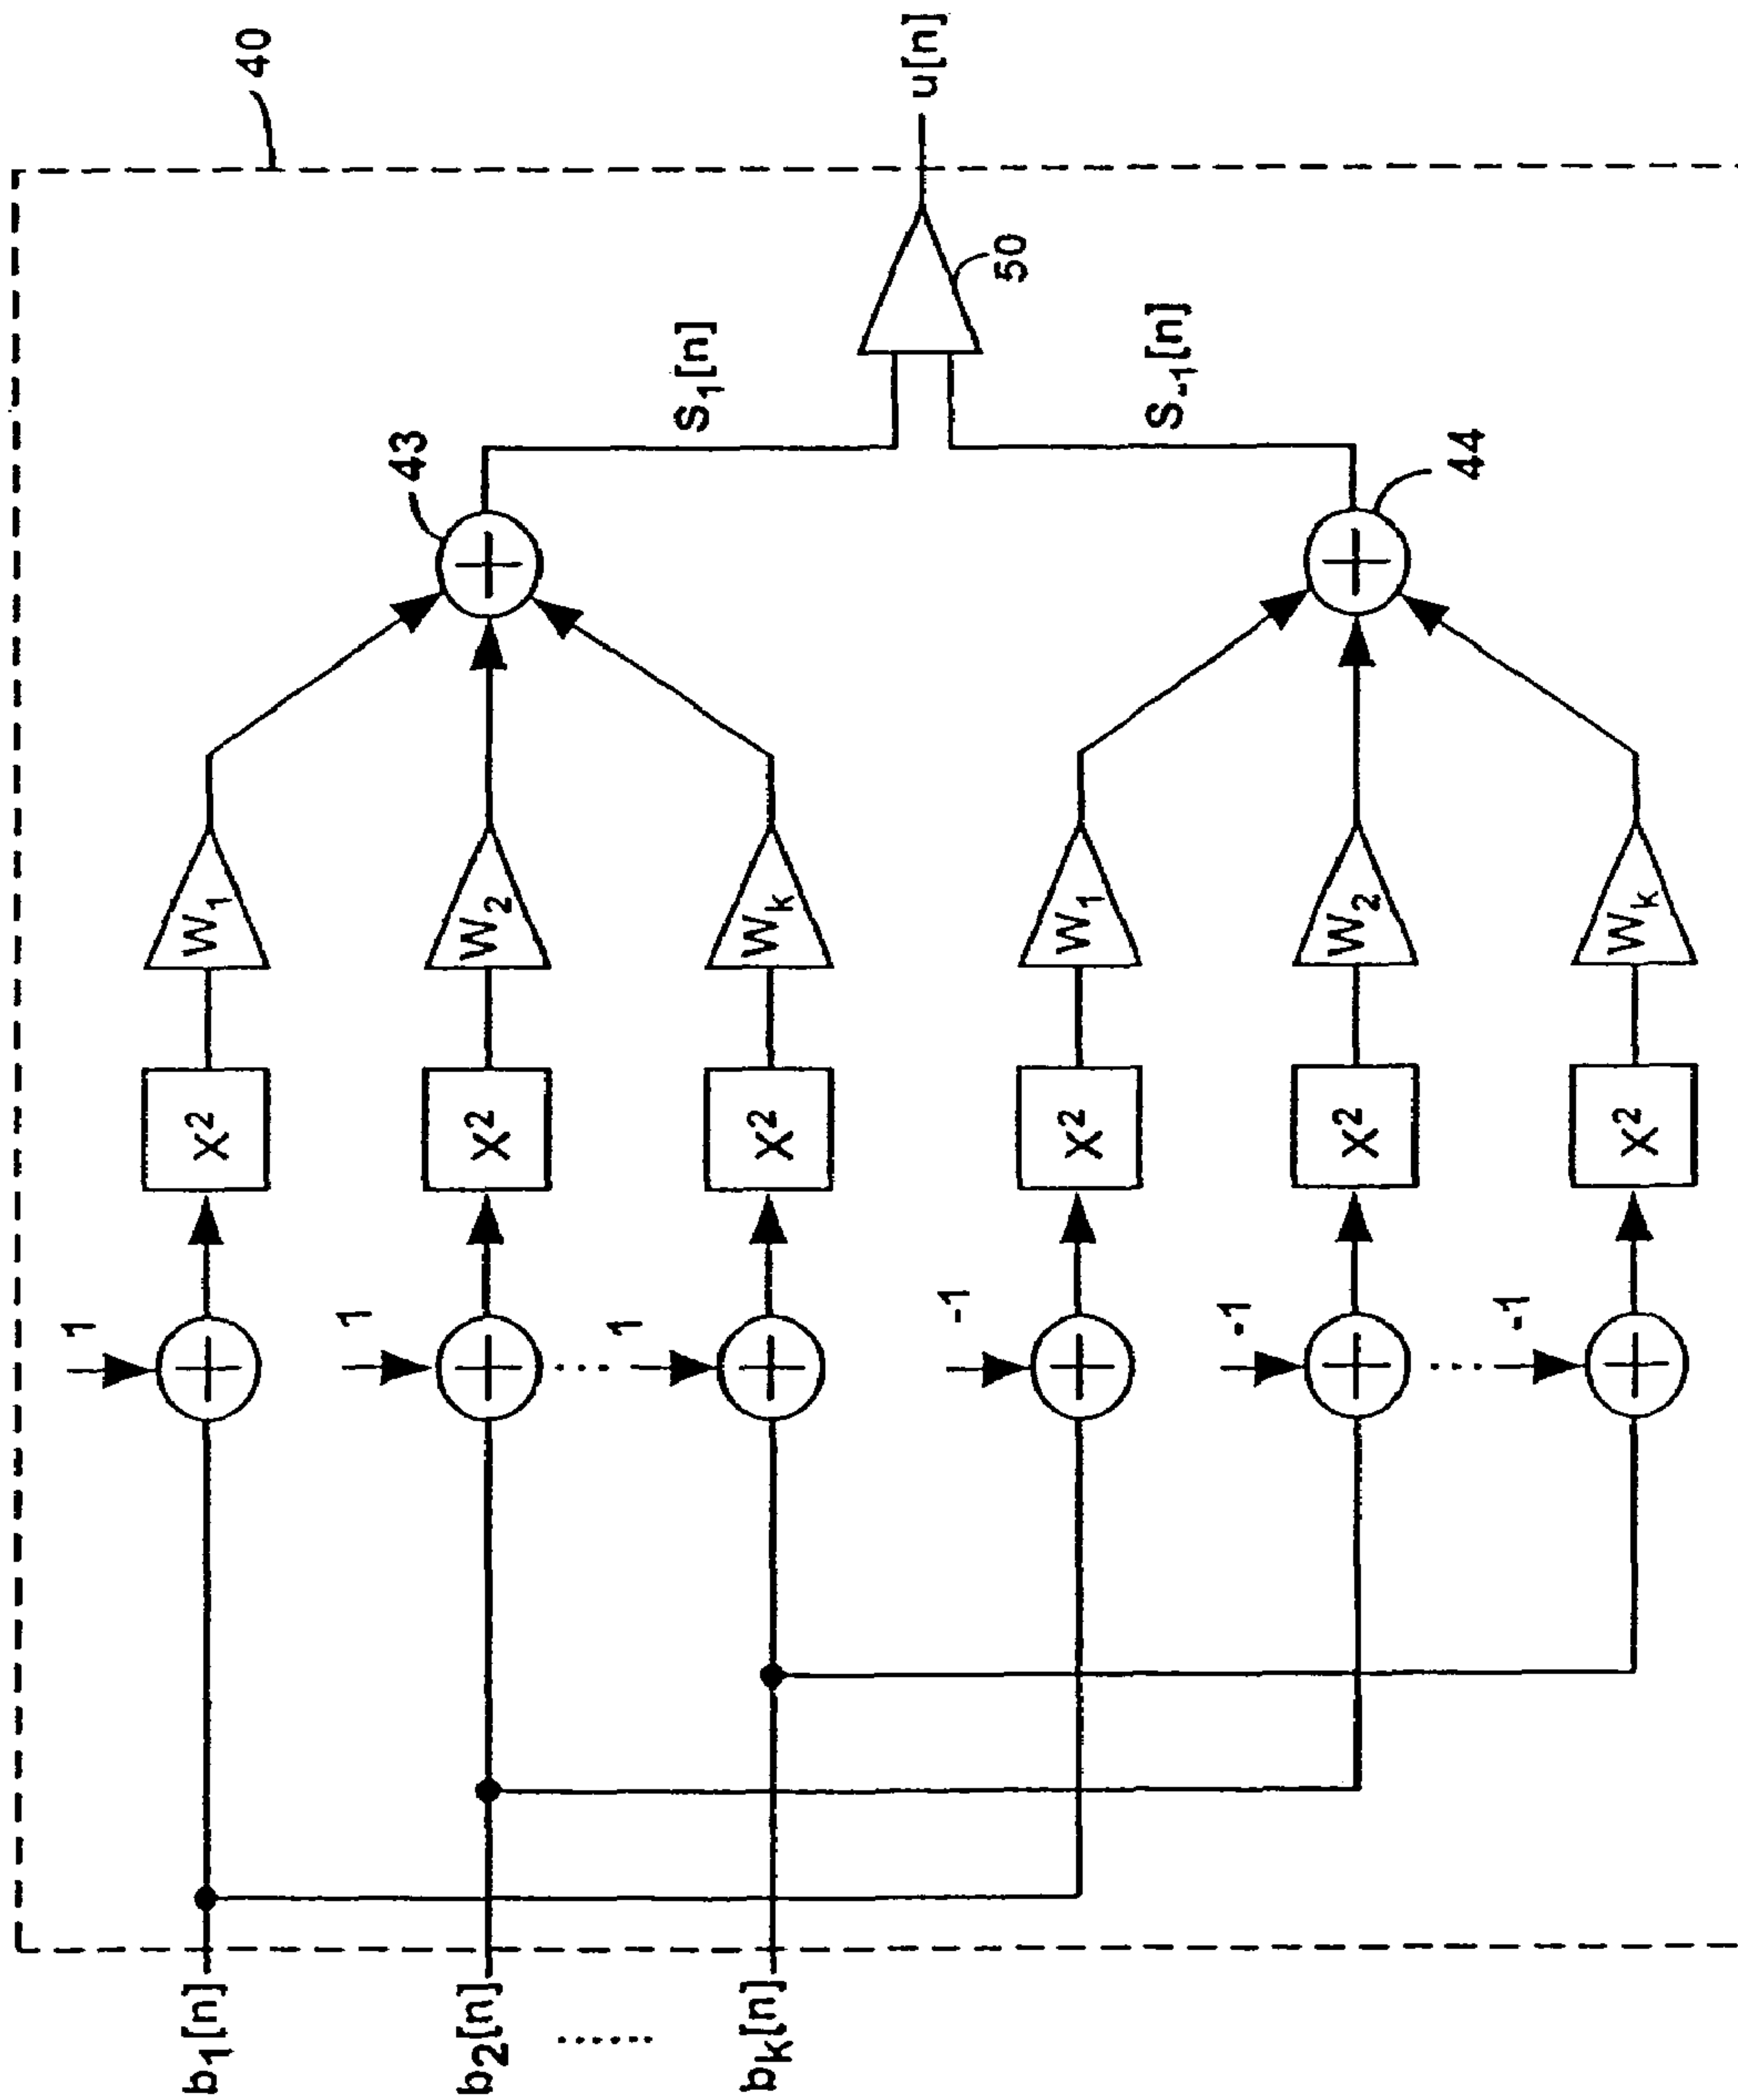 40
b1[n]
1
X2
W1
43
S1[n]
b2[n]
1
X2
W2
......
.... 1
bk[n]
X2
Wk
50
u[n]
-1
X2
W1
S-1[n]
-1
X2
W2
44
.... -1
X2
Wk